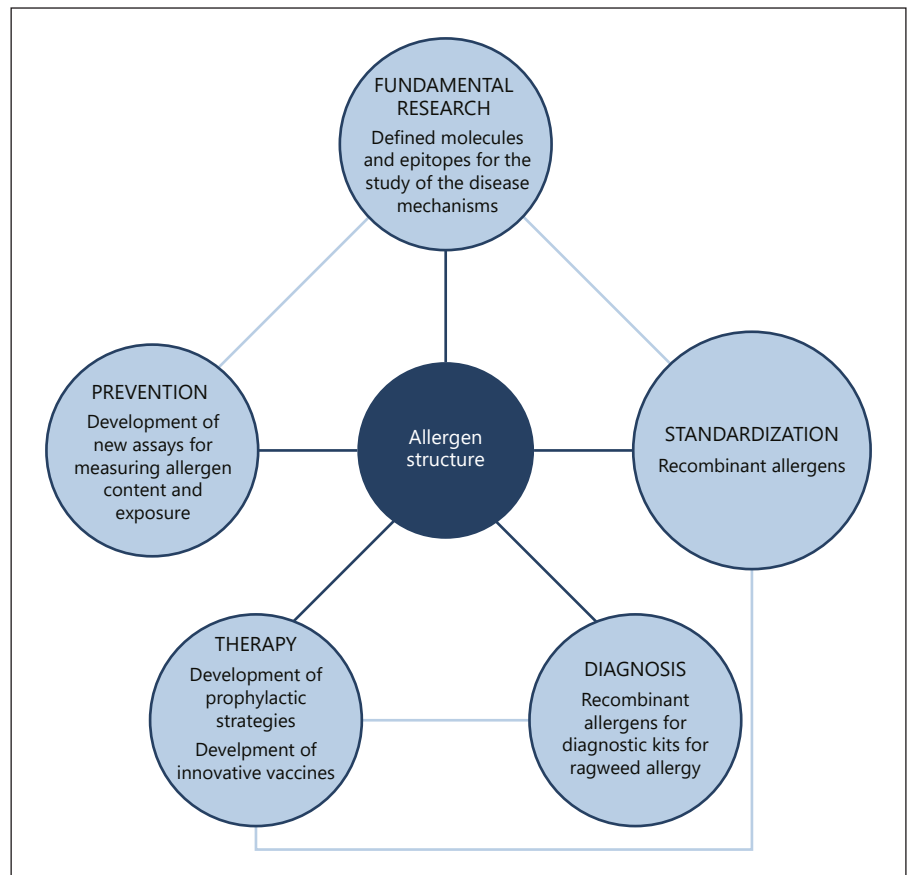 FUNDAMENTAL
RESEARCH
Defined molecules
and epitopes for the
study of the disease
mechanisms
PREVENTION
Development of
new assays for
measuring allergen
content and
exposure
Allergen
structure
STANDARDIZATION
Recombinant allergens
THERAPY
Development of
prophylactic
strategies
Develpment of
innovative vaccines
DIAGNOSIS
Recombinant
allergens for
diagnostic kits for
ragweed allergy